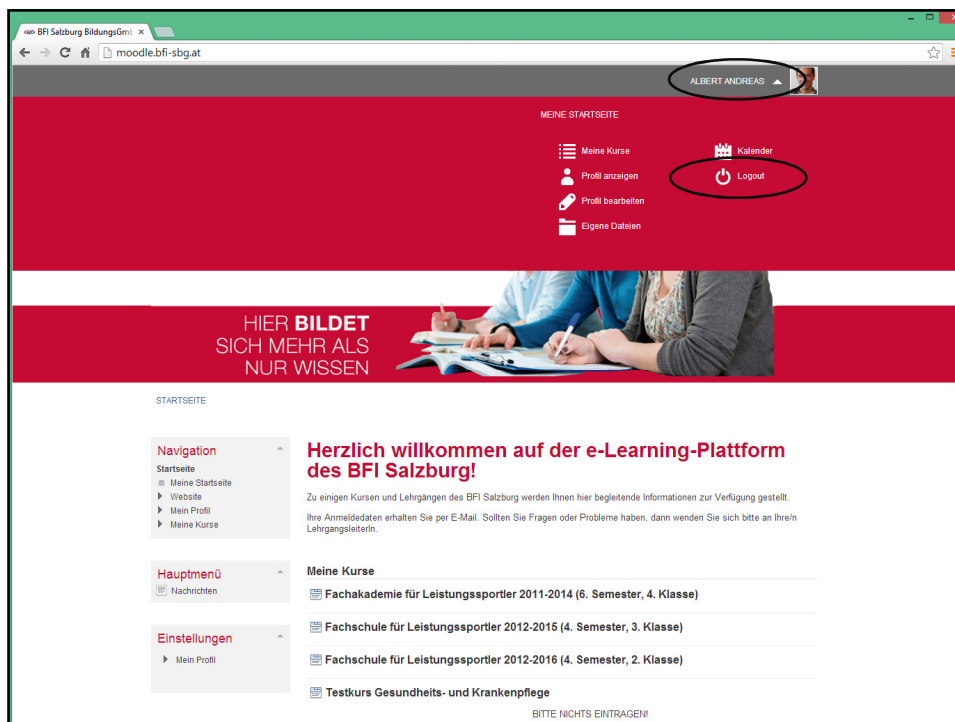 BFI Salzburg BildungsGmb
moodle.bfi-sbg.at
ALBERT ANDREAS
MEINE STARTSEITE
Meine Kurse
Kalender
Profil anzeigen
Logout
Profil bearbeiten
Eigene Dateien
HIER BILDET
SICH MEHR ALS
NUR WISSEN
STARTSEITE
Navigation
Startseite
Meine Startseite
Website
Mein Profil
Meine Kurse
Hauptmenü
Nachrichten
Einstellungen
Mein Profil
Herzlich willkommen auf der e-Learning-Plattform
des BFI Salzburg!
Zu einigen Kursen und Lehrgängen des BFI Salzburg werden Ihnen hier begleitende Informationen zur Verfügung gestellt.
Ihre Anmeldedaten erhalten Sie per E-Mail. Sollten Sie Fragen oder Probleme haben, dann wenden Sie sich bitte an Ihre/n
LehrgangsleiterIn.
Meine Kurse
Fachakademie für Leistungssportler 2011-2014 (6. Semester, 4. Klasse)
Fachschule für Leistungssportler 2012-2015 (4. Semester, 3. Klasse)
Fachschule für Leistungssportler 2012-2016 (4. Semester, 2. Klasse)
Testkurs Gesundheits- und Krankenpflege
BITTE NICHTS EINTRAGEN!